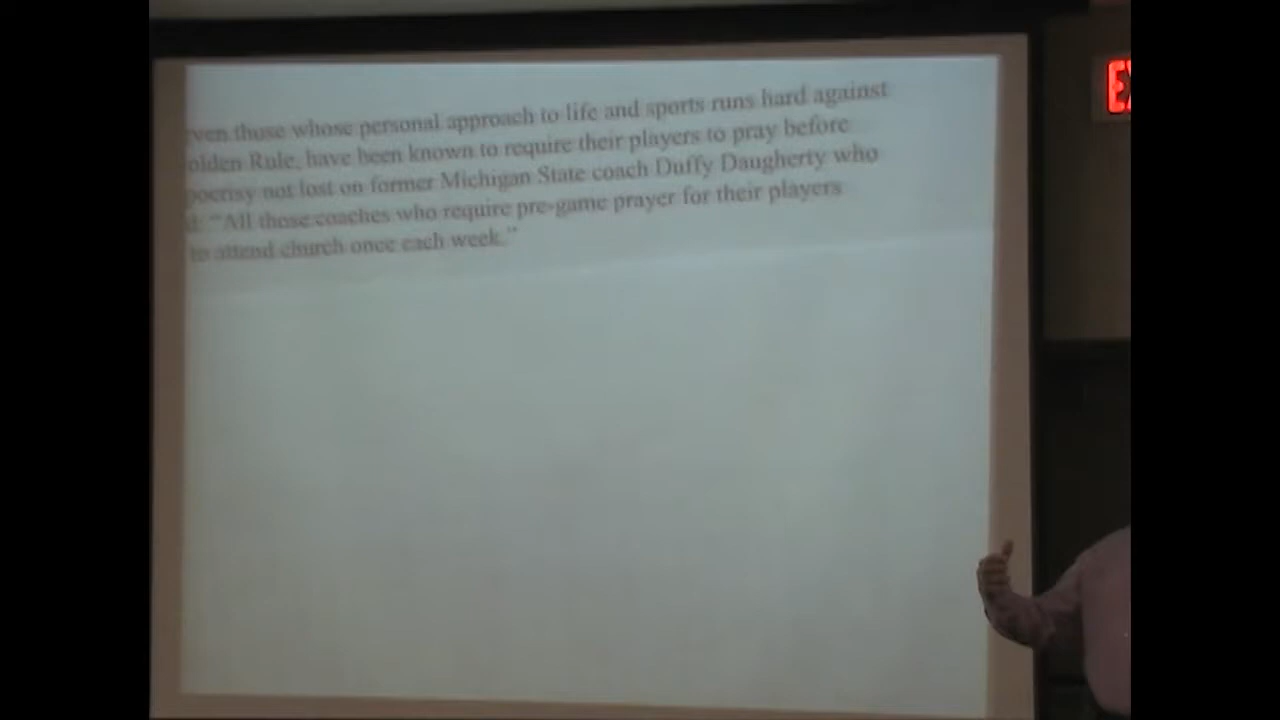 ven those whose personal approach to life and sports runs hard against
olden Rule, have been known to require their players to pray before
pocrisy not lost on former Michigan State coach Duffy Daugherty who
d: “All those coaches who require pre-game prayer for their players
to attend church once each week.”
EX